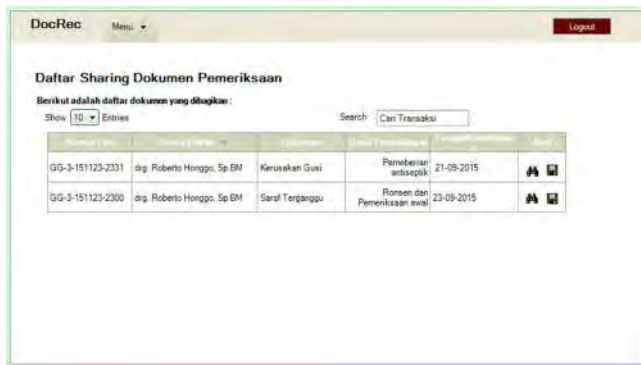 DocRec
Menu
Logout
Daftar Sharing Dokumen Pemeriksaan
Berikut adalah daftar dokumen yang dibagikan :
Show 10 Entries
Search Cari Transaksi
GG-3-151123-2331 drg. Roberto Honggo, Sp.BM Kerusakan Gusi Pemeberian antiseptik 21-09-2015
GG-3-151123-2300 drg. Roberto Honggo, Sp.BM Saraf Terganggu Ronsen dan Pemeriksaan awal 23-09-2015